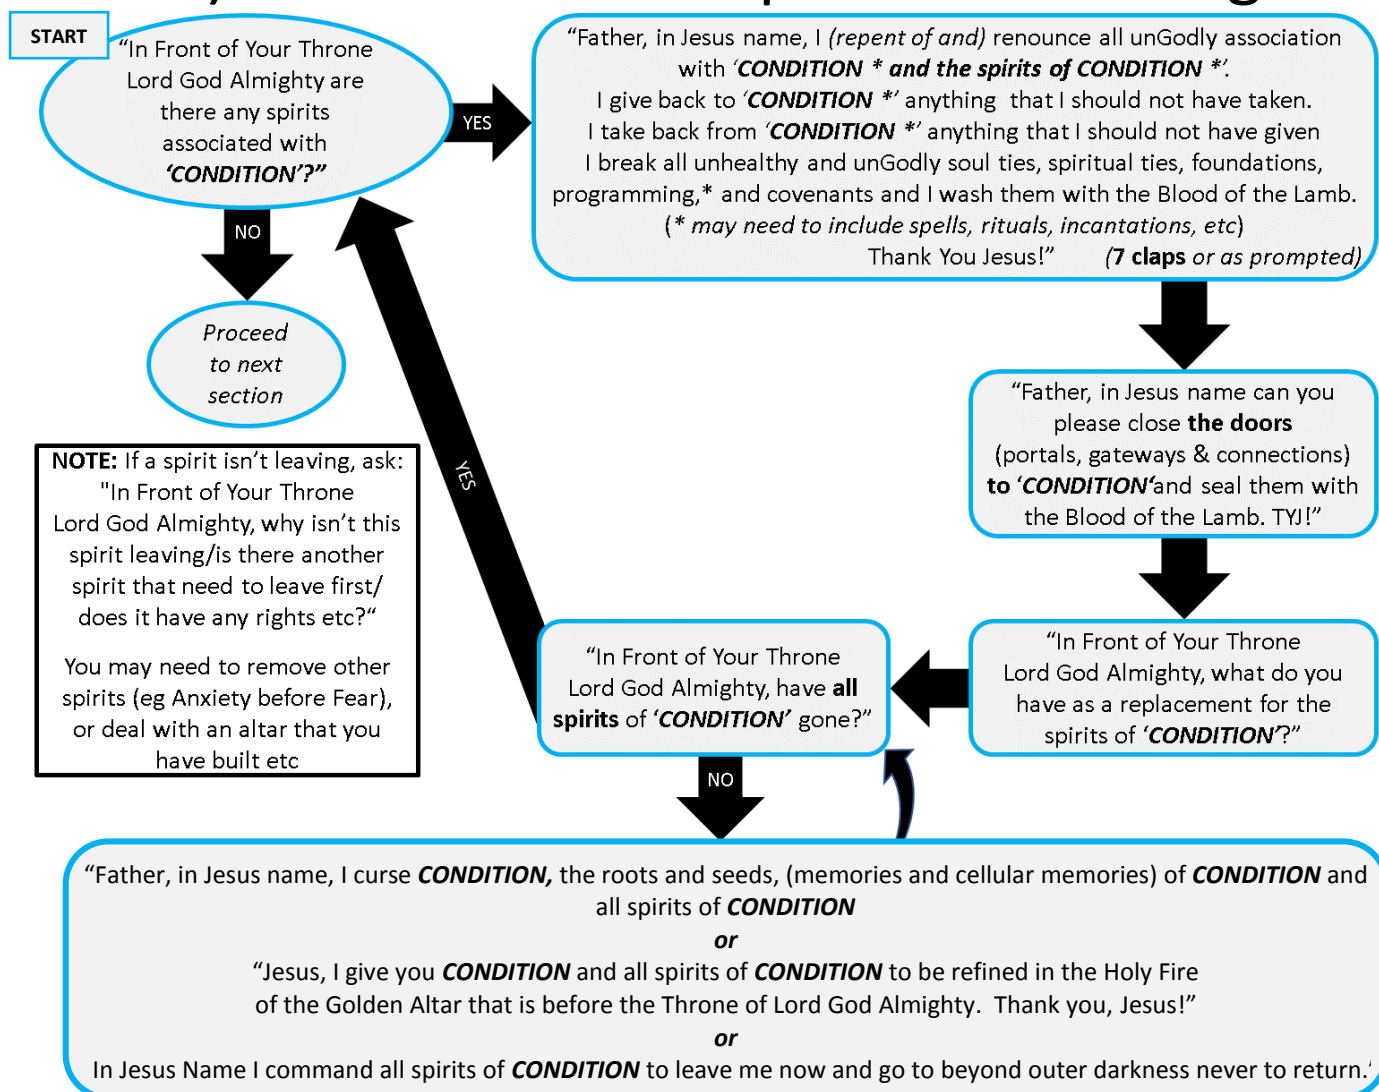 START
“In Front of Your Throne
Lord God Almighty are
there any spirits
associated with
‘CONDITION’?”
YES
“Father, in Jesus name, I (repent of and) renounce all unGodly association
with ‘CONDITION * and the spirits of CONDITION *’.
I give back to ‘CONDITION *’ anything that I should not have taken.
I take back from ‘CONDITION *’ anything that I should not have given
I break all unhealthy and unGodly soul ties, spiritual ties, foundations,
programming,* and covenants and I wash them with the Blood of the Lamb.
(* may need to include spells, rituals, incantations, etc)
Thank You Jesus!” (7 claps or as prompted)
NO
Proceed
to next
section
“Father, in Jesus name can you
please close the doors
(portals, gateways & connections)
to ‘CONDITION‘and seal them with
the Blood of the Lamb. TYJ!”
NOTE: If a spirit isn’t leaving, ask:
"In Front of Your Throne
Lord God Almighty, why isn’t this
spirit leaving/is there another
spirit that need to leave first/
does it have any rights etc?“
You may need to remove other
spirits (eg Anxiety before Fear),
or deal with an altar that you
have built etc
YES
“In Front of Your Throne
Lord God Almighty, what do you
have as a replacement for the
spirits of ‘CONDITION’?”
“In Front of Your Throne
Lord God Almighty, have all
spirits of ‘CONDITION’ gone?”
NO
“Father, in Jesus name, I curse CONDITION, the roots and seeds, (memories and cellular memories) of CONDITION and
all spirits of CONDITION
or
“Jesus, I give you CONDITION and all spirits of CONDITION to be refined in the Holy Fire
of the Golden Altar that is before the Throne of Lord God Almighty. Thank you, Jesus!”
or
In Jesus Name I command all spirits of CONDITION to leave me now and go to beyond outer darkness never to return.’